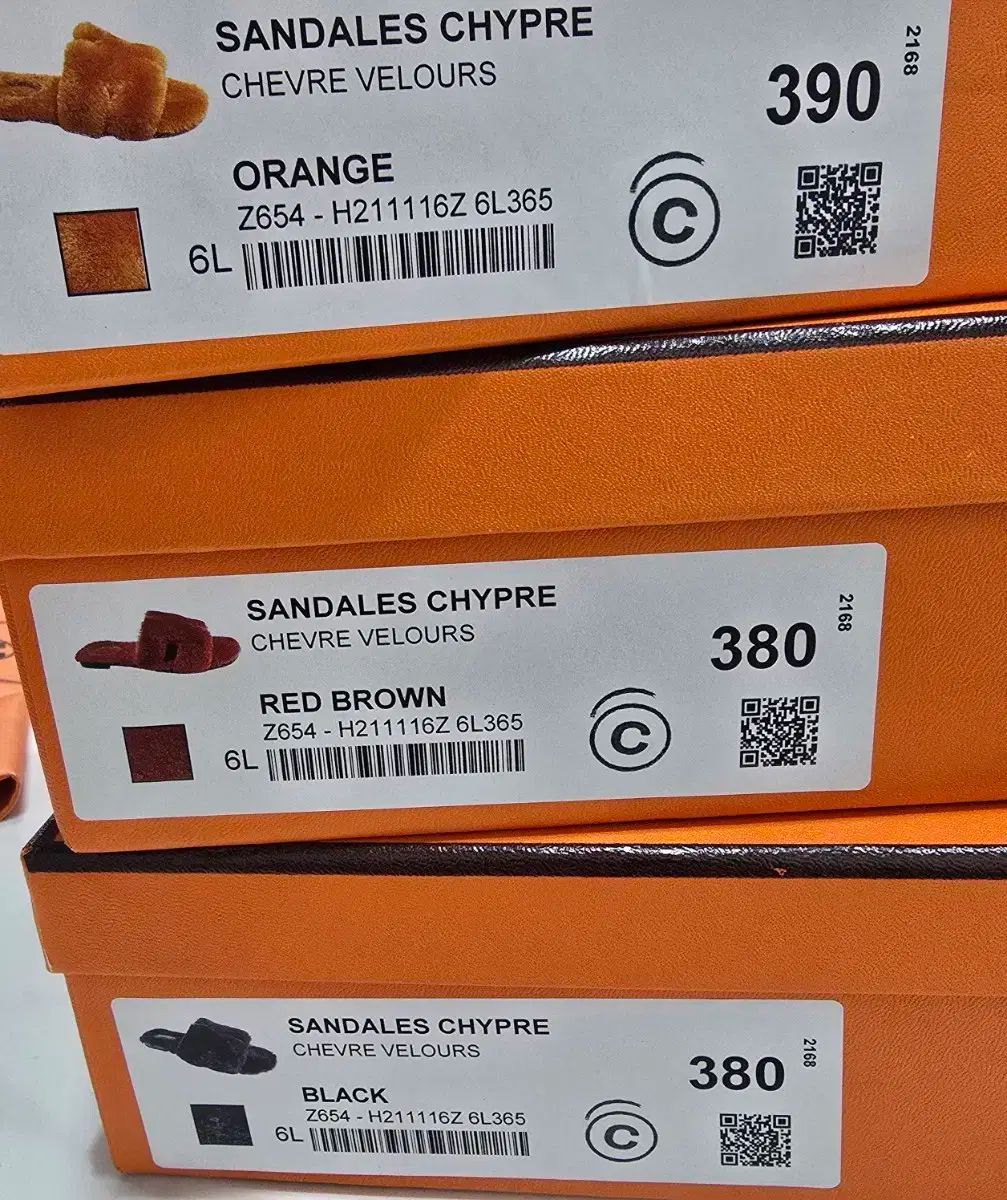 SANDALES CHYPRE
CHEVRE VELOURS
390
2168
ORANGE
Z654 - H211116Z 6L365
6L
C
SANDALES CHYPRE
CHEVRE VELOURS
380
2168
RED BROWN
Z654 - H211116Z 6L365
6L
C
SANDALES CHYPRE
CHEVRE VELOURS
380
2168
BLACK
Z654 - H211116Z 6L365
6L
C